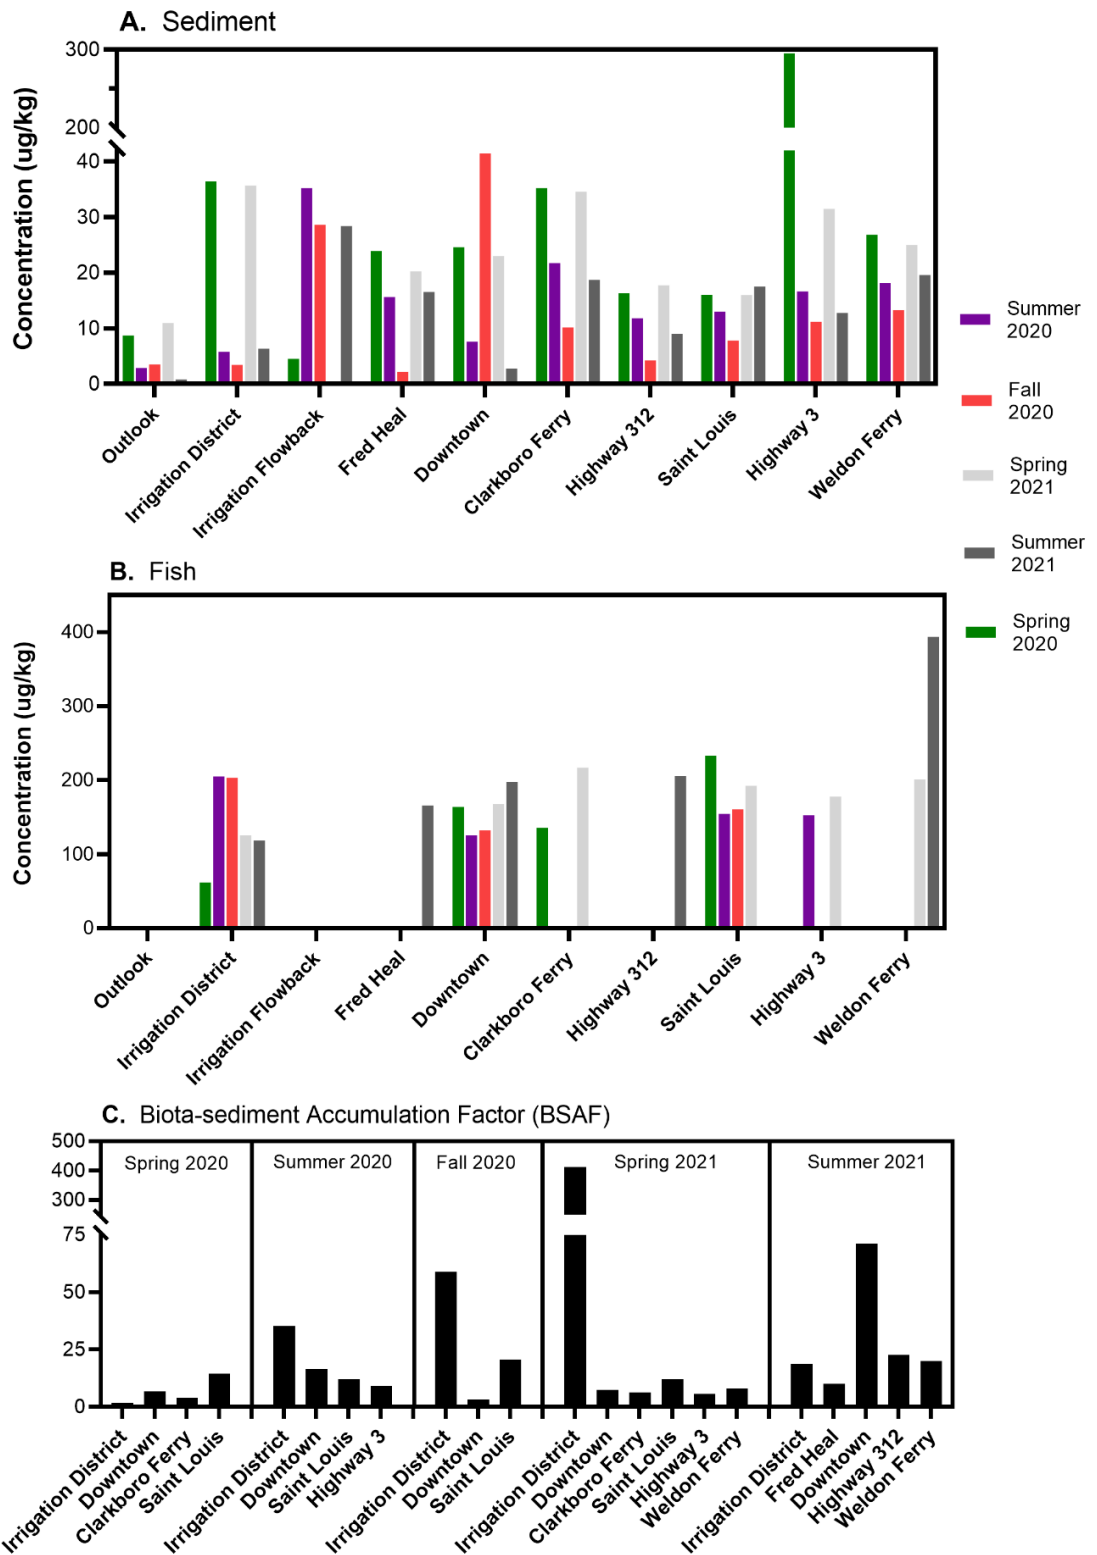 A. Sediment
Concentration (ug/kg)
300
200
40
30
20
10
0
Outlook
Irrigation District
Irrigation Flowback
Fred Heal
Downtown
Clarkboro Ferry
Highway 312
Saint Louis
Highway 3
Weldon Ferry
Summer
2020
Fall
2020
Spring
2021
Summer
2021
Spring
2020
B. Fish
Concentration (ug/kg)
400
300
200
100
0
Outlook
Irrigation District
Irrigation Flowback
Fred Heal
Downtown
Clarkboro Ferry
Highway 312
Saint Louis
Highway 3
Weldon Ferry
C. Biota-sediment Accumulation Factor (BSAF)
500
400
300
75
50
25
0
Spring 2020
Summer 2020
Fall 2020
Spring 2021
Summer 2021
Irrigation District
Downtown
Clarkboro Ferry
Saint Louis
Irrigation District
Downtown
Saint Louis
Highway 3
Irrigation District
Downtown
Saint Louis
Irrigation District
Downtown
Clarkboro Ferry
Saint Louis
Highway 3
Weldon Ferry
Irrigation District
Fred Heal
Downtown
Highway 312
Weldon Ferry